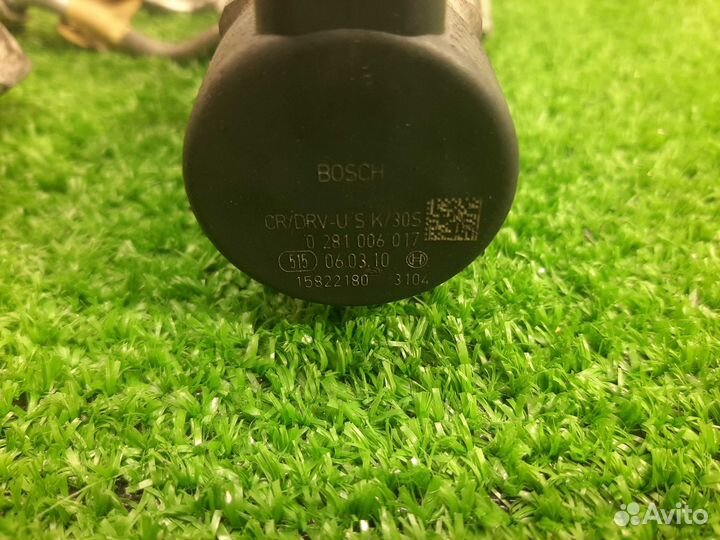 BOSCH
CR/DRV-U S K/30S
0 281 006 017
515 06.03.10
15822180 3104
Avito